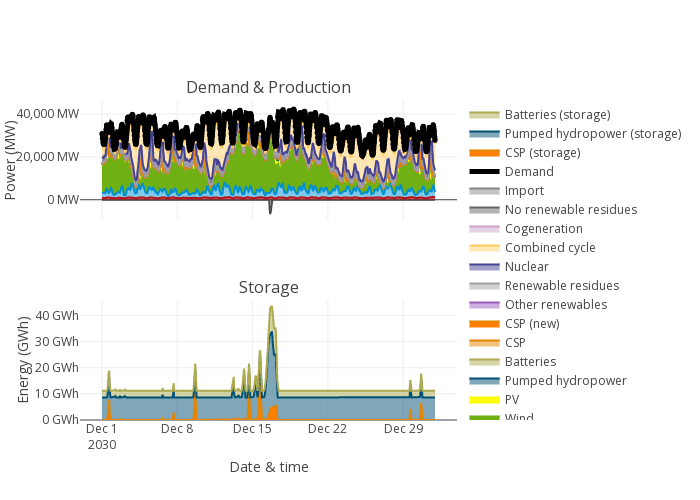 Demand & Production
Power (MW)
40,000 MW
20,000 MW
0 MW
Storage
Energy (GWh)
40 GWh
30 GWh
20 GWh
10 GWh
0 GWh
Dec 1
2030
Dec 8
Dec 15
Dec 22
Dec 29
Date & time
Batteries (storage)
Pumped hydropower (storage)
CSP (storage)
Demand
Import
No renewable residues
Cogeneration
Combined cycle
Nuclear
Renewable residues
Other renewables
CSP (new)
CSP
Batteries
Pumped hydropower
PV
Wind